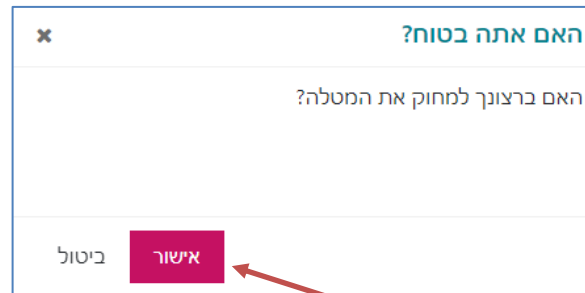 האם אתה בטוח?
האם ברצונך למחוק את המטלה?
אישור
ביטול